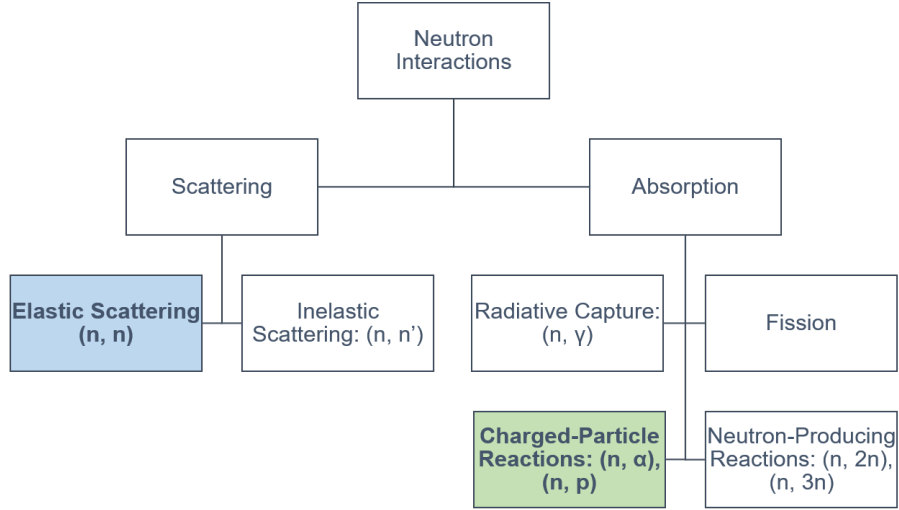 Neutron
Interactions
Scattering
Absorption
Elastic Scattering
(n, n)
Inelastic
Scattering: (n, n’)
Radiative Capture:
(n, γ)
Fission
Charged-Particle
Reactions: (n, α),
(n, p)
Neutron-Producing
Reactions: (n, 2n),
(n, 3n)